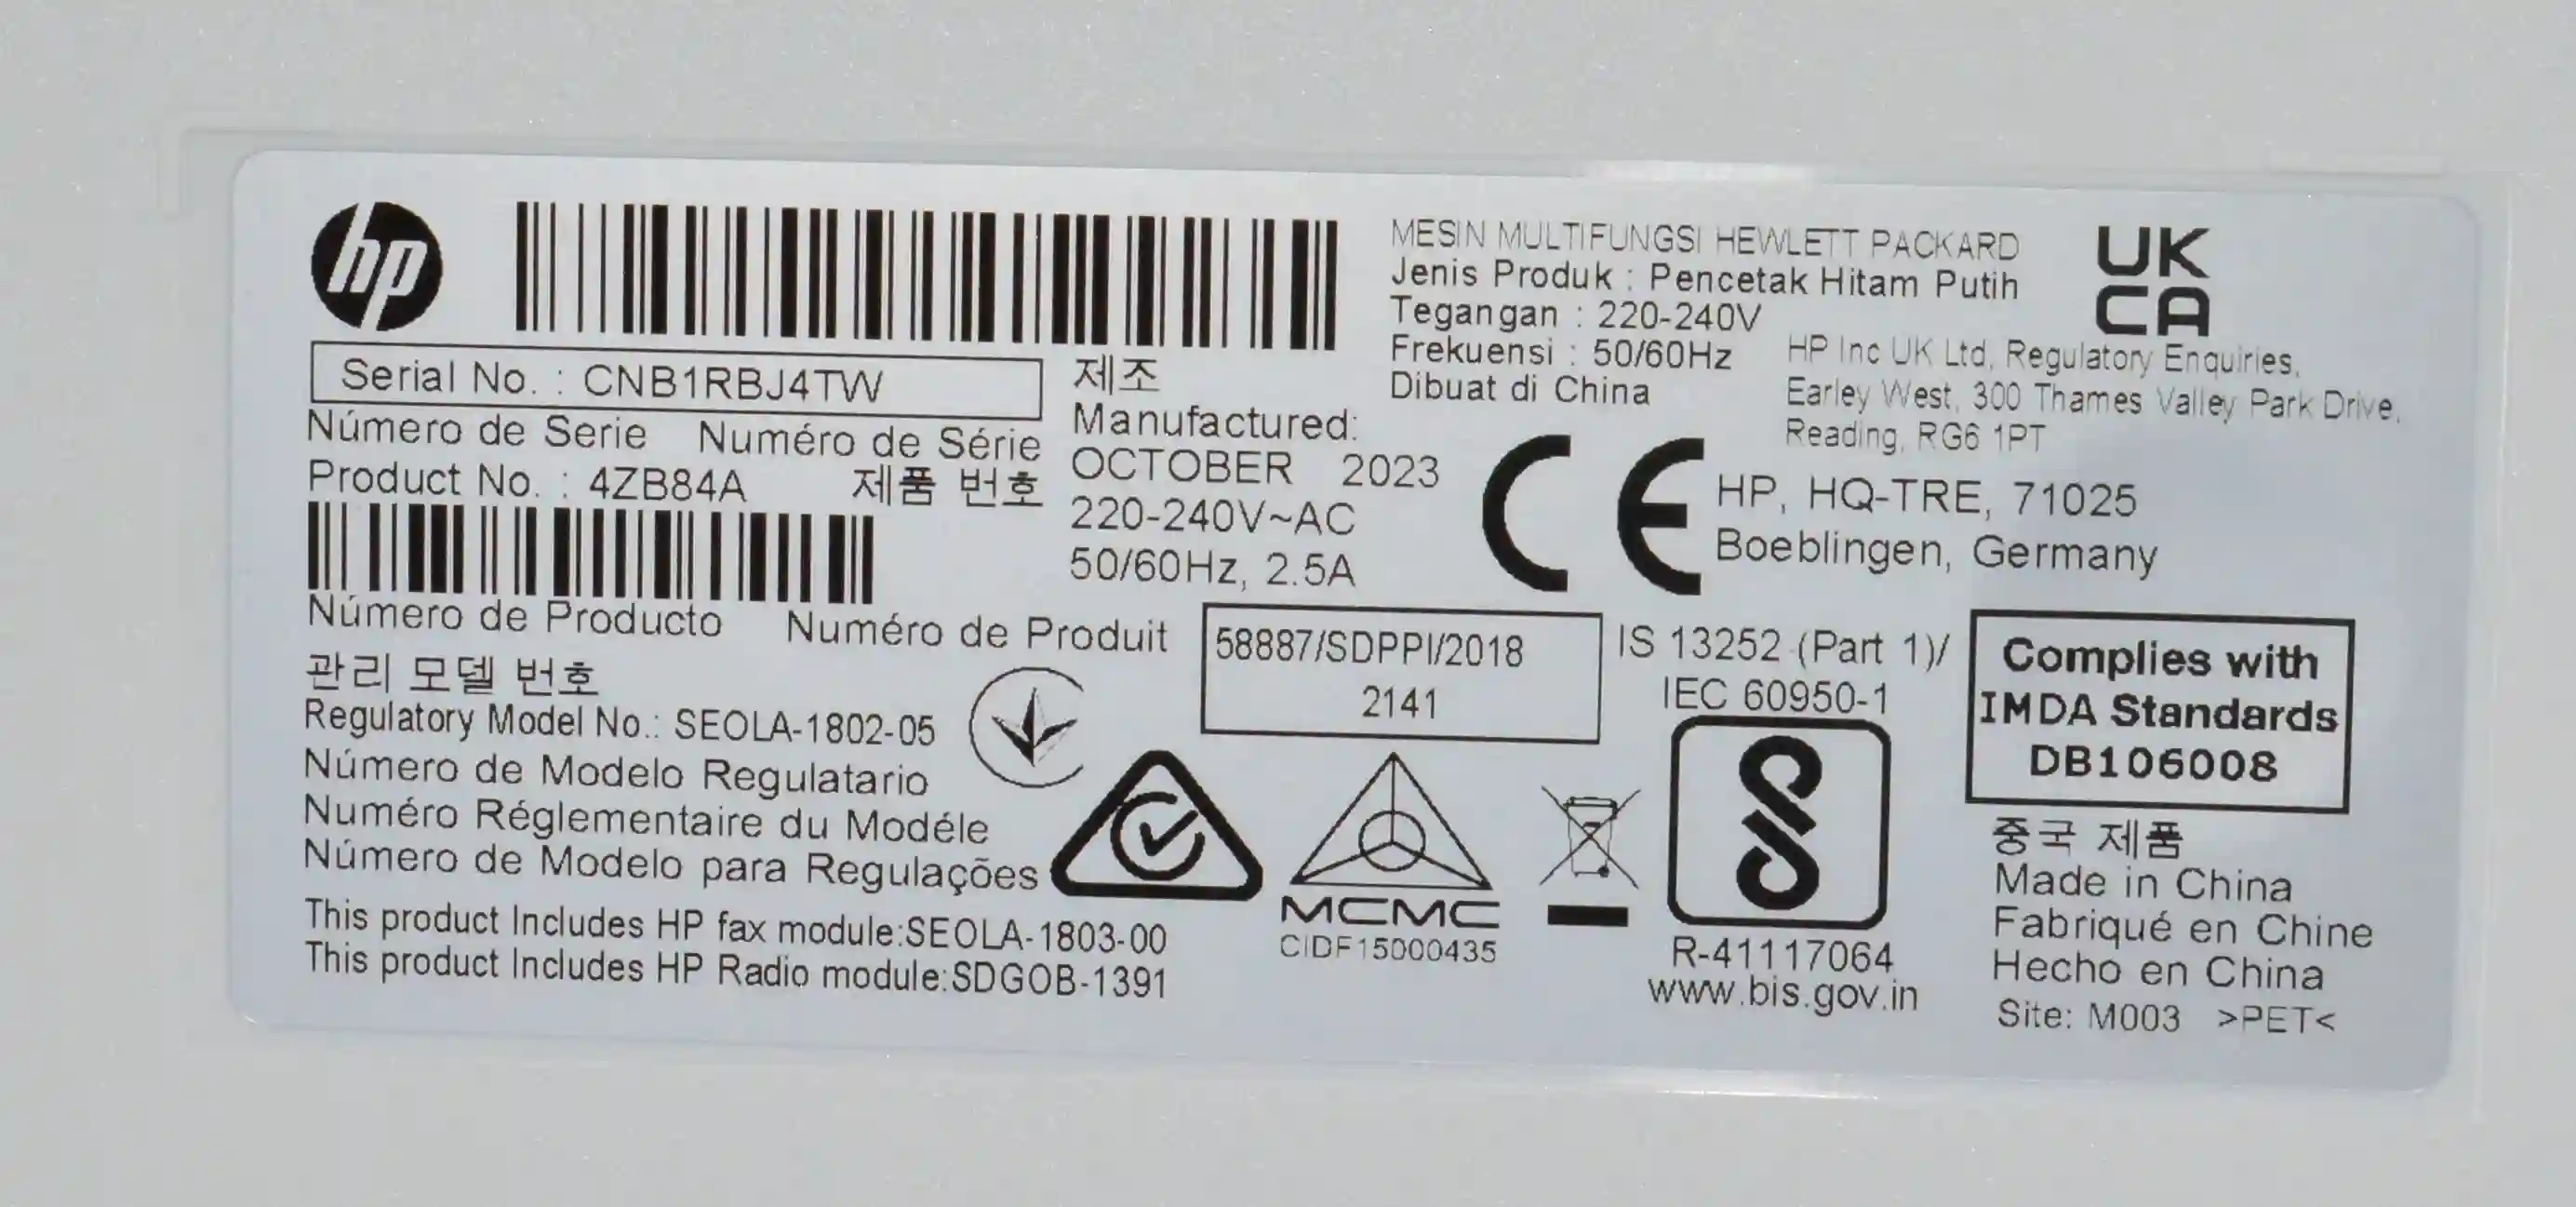 hp
Serial No. : CNB1RBJ4TW
Número de Serie Numéro de Série
Product No. : 4ZB84A 제품 번호
Número de Producto Numéro de Produit
관리 모델 번호
Regulatory Model No.: SEOLA-1802-05
Número de Modelo Regulatario
Numéro Réglementaire du Modéle
Número de Modelo para Regulações
This product Includes HP fax module:SEOLA-1803-00
This product Includes HP Radio module:SDGOB-1391
제조
Manufactured:
OCTOBER 2023
220-240V~AC
50/60Hz, 2.5A
MESIN MULTIFUNGSI HEWLETT PACKARD
Jenis Produk : Pencetak Hitam Putih
Tegangan : 220-240V
Frekuensi : 50/60Hz
Dibuat di China
UK
CA
HP Inc UK Ltd, Regulatory Enquiries,
Earley West, 300 Thames Valley Park Drive,
Reading, RG6 1PT
CE
HP, HQ-TRE, 71025
Boeblingen, Germany
58887/SDPPI/2018
2141
MCMC
CIDF15000435
IS 13252 (Part 1)/
IEC 60950-1
R-41117064
www.bis.gov.in
Complies with
IMDA Standards
DB106008
중국 제품
Made in China
Fabriqué en Chine
Hecho en China
Site: M003 >PET<